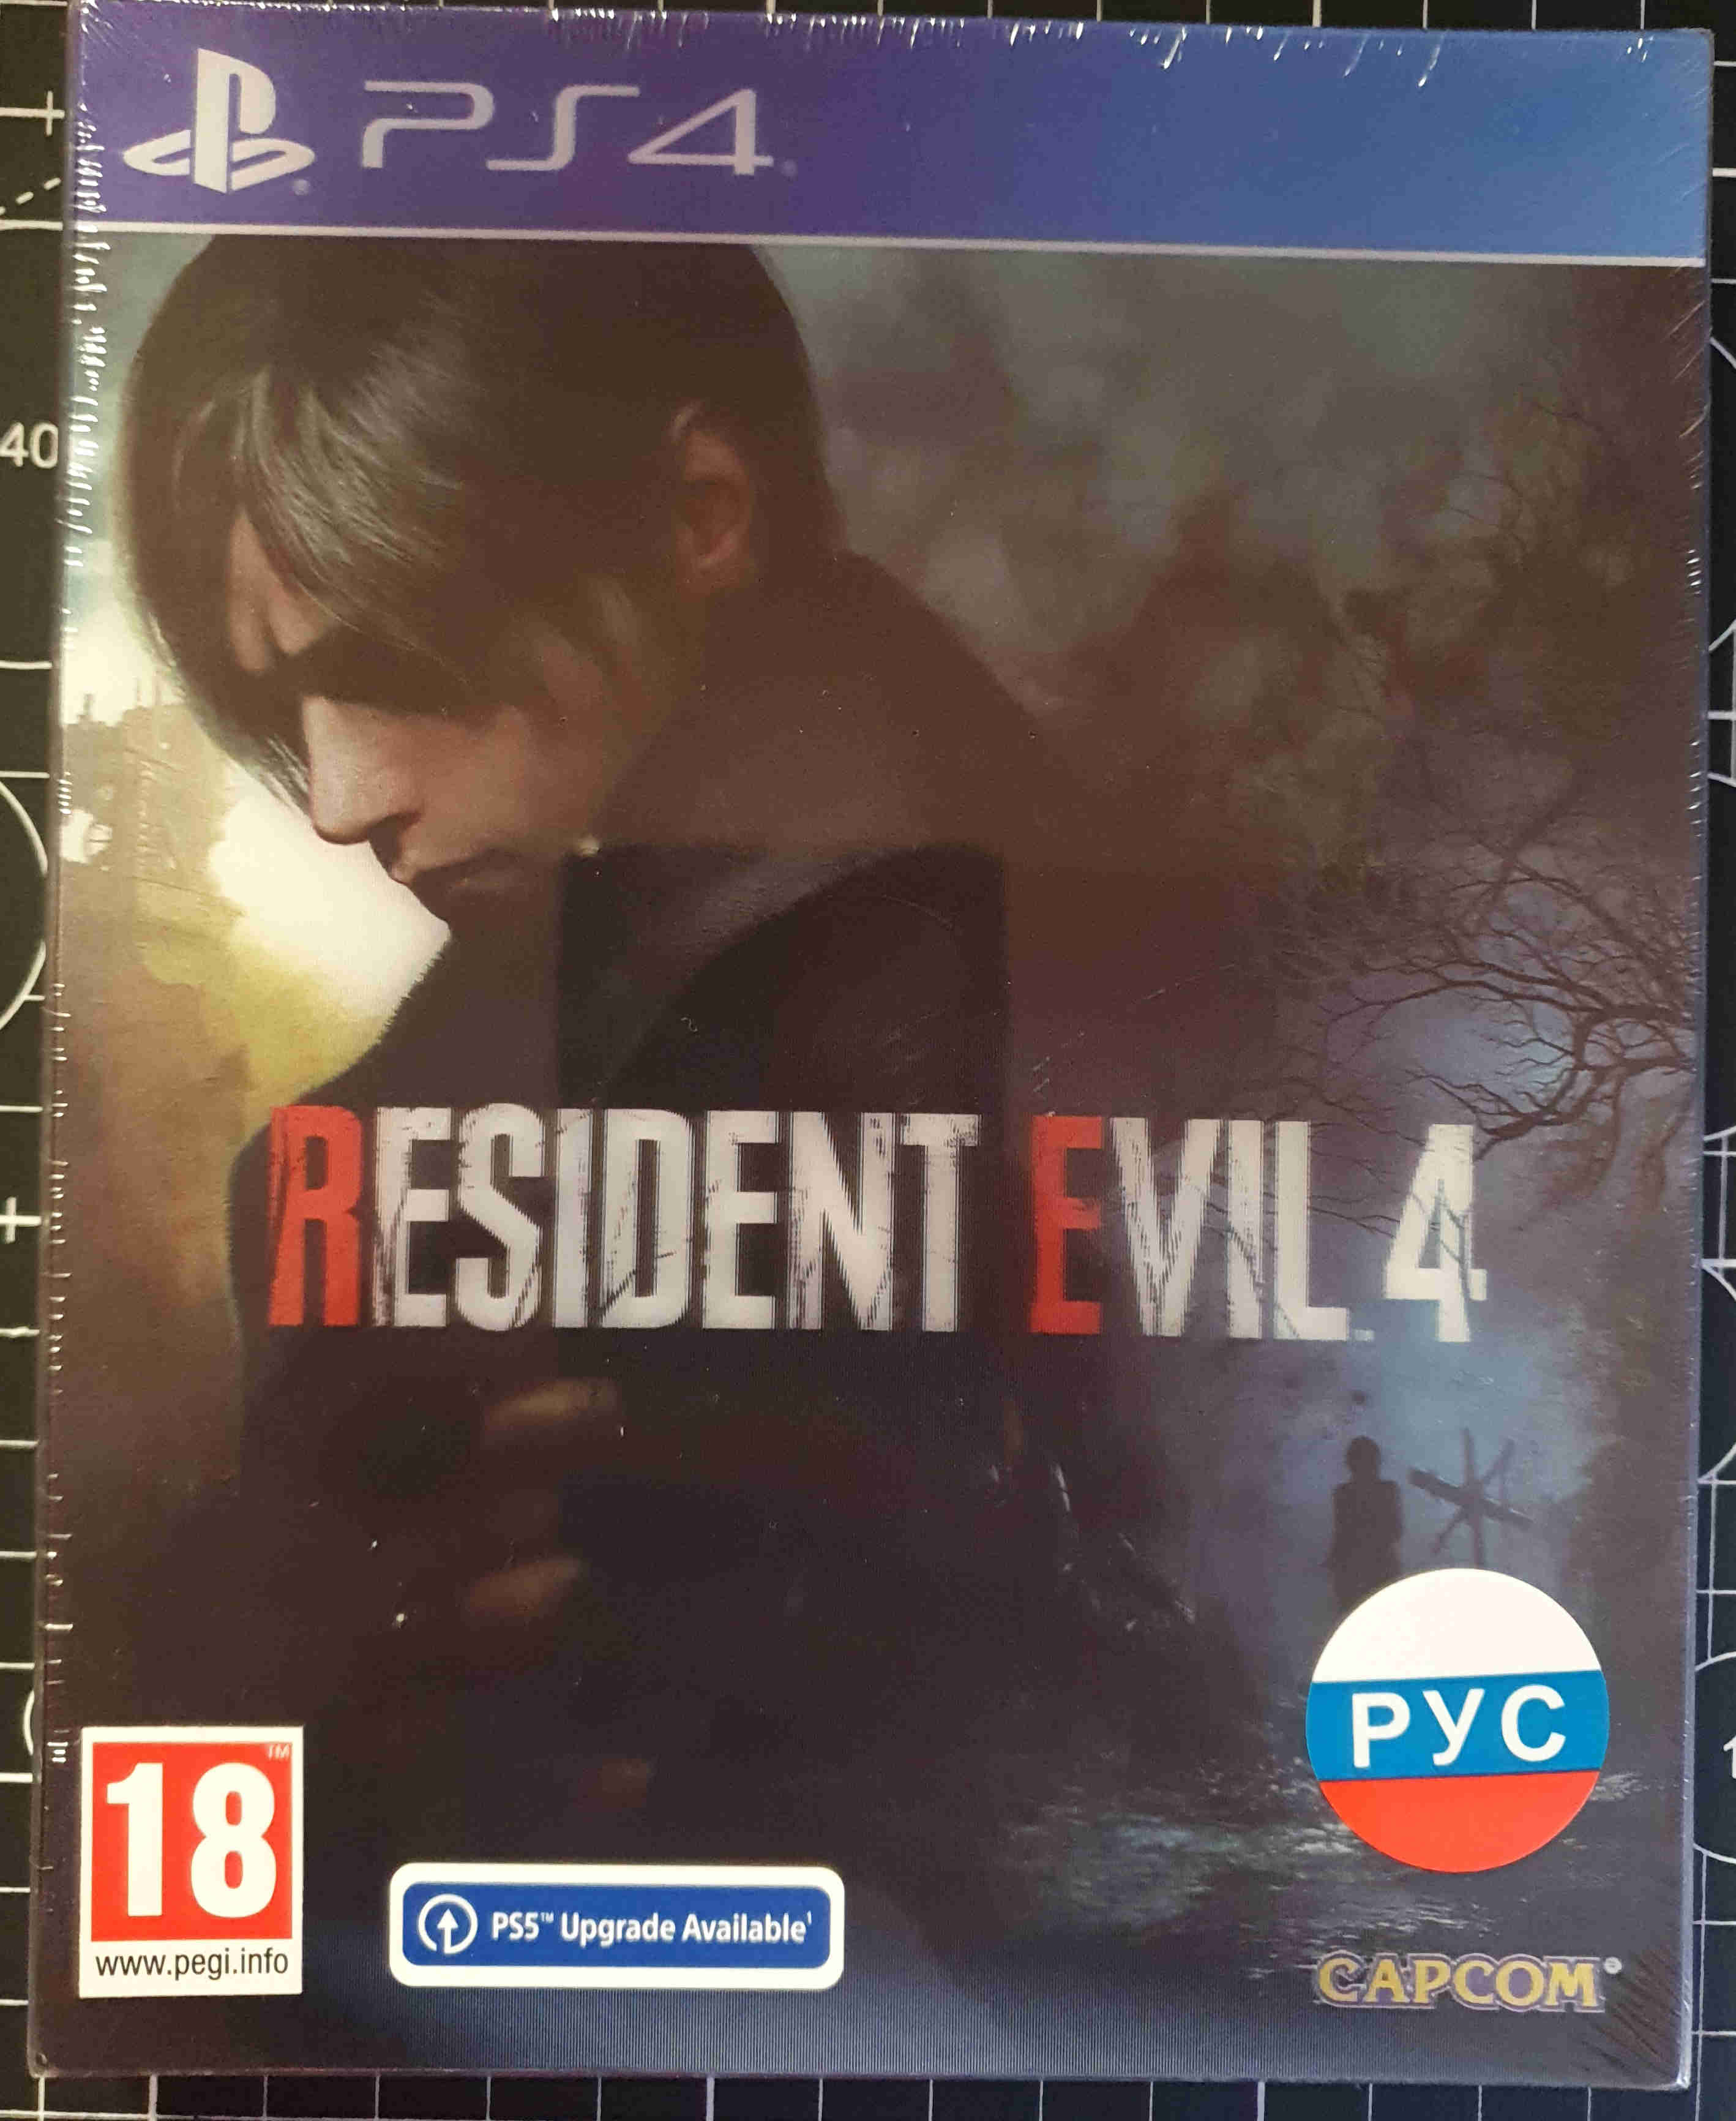 PS4
40
RESIDENT EVIL 4
РУС
18
www.pegi.info
PS5™ Upgrade Available¹
CAPCOM®